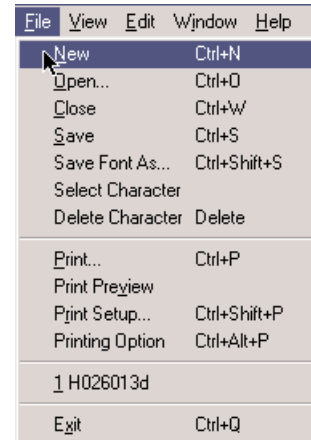 File View Edit Window Help
New Ctrl+N
Open... Ctrl+O
Close Ctrl+W
Save Ctrl+S
Save Font As... Ctrl+Shift+S
Select Character
Delete Character Delete
Print... Ctrl+P
Print Preview
Print Setup... Ctrl+Shift+P
Printing Option Ctrl+Alt+P
1 H026013d
Exit Ctrl+Q